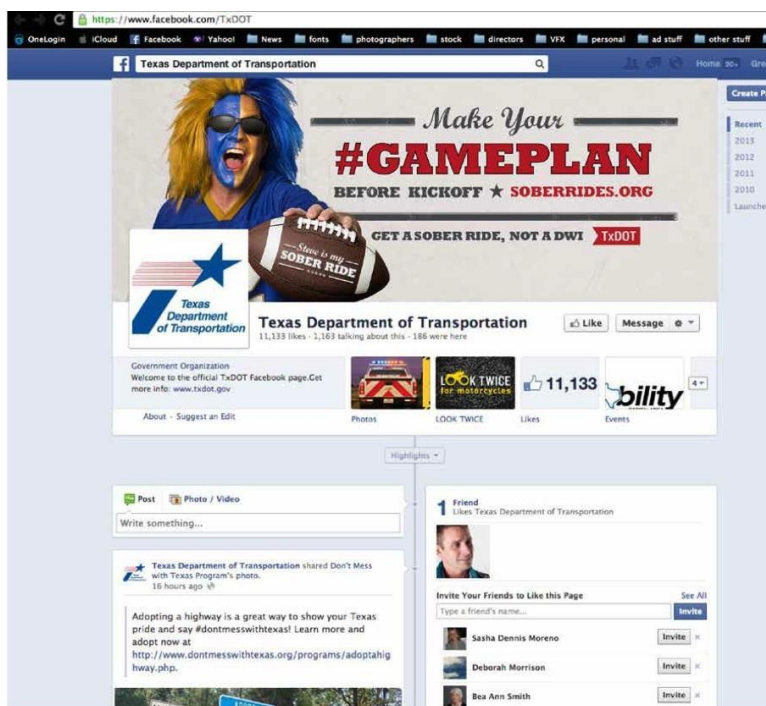 https://www.facebook.com/TxDOT
OneLogin iCloud Facebook Yahoo! News fonts photographers stock directors VFX personal ad stuff other stuff
Texas Department of Transportation
Home
Create P
Recent
2013
2012
2011
2010
Launche
Make Your
#GAMEPLAN
BEFORE KICKOFF ★ SOBERRIDES.ORG
GET A SOBER RIDE, NOT A DWI TxDOT
Steve is my
SOBER RIDE
Texas
Department
of Transportation
Texas Department of Transportation
11,133 likes · 1,163 talking about this · 186 were here
Like Message
Government Organization
Welcome to the official TxDOT Facebook page.Get
more info: www.txdot.gov
About – Suggest an Edit
LOOK TWICE
for motorcycles
11,133
bility
4
Photos LOOK TWICE Likes Events
Highlights
Post Photo / Video
Write something...
Texas Department of Transportation shared Don't Mess
with Texas Program's photo.
16 hours ago
Adopting a highway is a great way to show your Texas
pride and say #dontmesswithtexas! Learn more and
adopt now at
http://www.dontmesswithtexas.org/programs/adoptahig
hway.php.
1 Friend
Likes Texas Department of Transportation
Invite Your Friends to Like this Page See All
Type a friend's name... Invite
Sasha Dennis Moreno Invite
Deborah Morrison Invite
Bea Ann Smith Invite